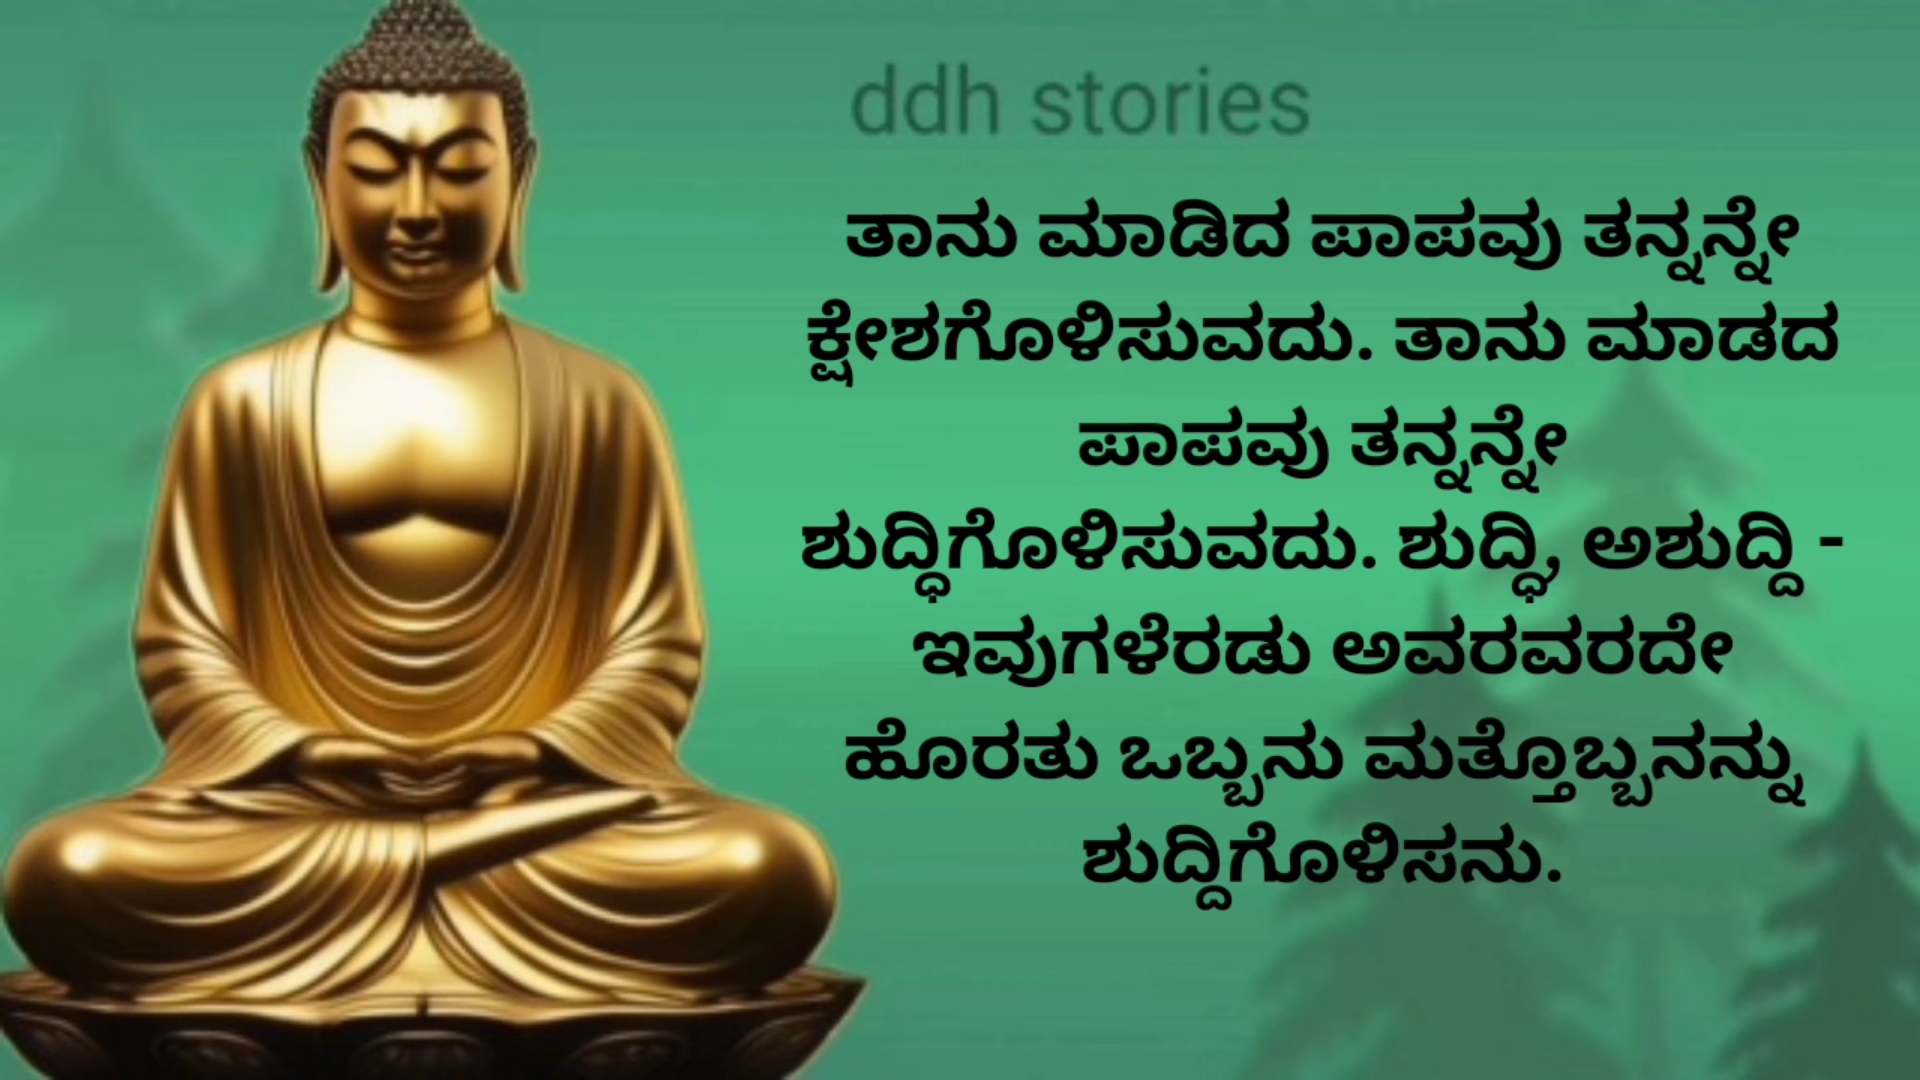 ddh stories
ತಾನು ಮಾಡಿದ ಪಾಪವು ತನ್ನನ್ನೇ
ಕ್ಷೇಶಗೊಳಿಸುವದು. ತಾನು ಮಾಡದ
ಪಾಪವು ತನ್ನನ್ನೇ
ಶುದ್ಧಿಗೊಳಿಸುವದು. ಶುದ್ಧಿ, ಅಶುದ್ದಿ -
ಇವುಗಳೆರಡು ಅವರವರದೇ
ಹೊರತು ಒಬ್ಬನು ಮತ್ತೊಬ್ಬನನ್ನು
ಶುದ್ದಿಗೊಳಿಸನು.